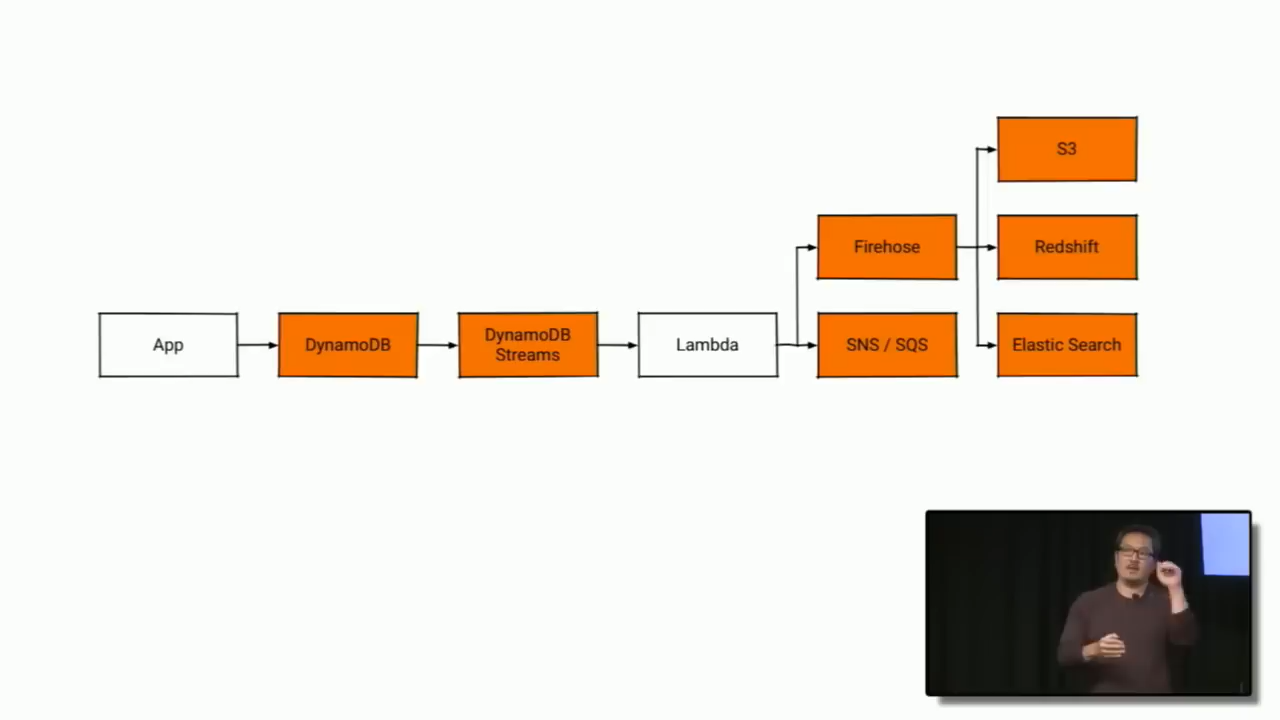 S3
Firehose
Redshift
App
DynamoDB
DynamoDB
Streams
Lambda
SNS / SQS
Elastic Search